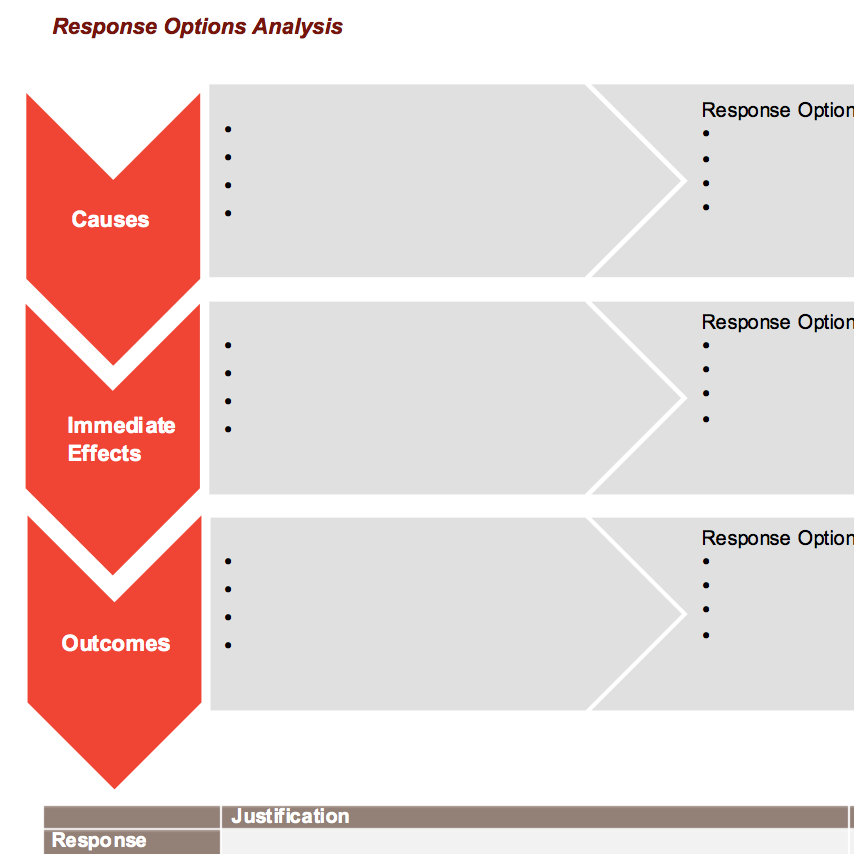 Response Options Analysis
Causes
Response Option
Immediate
Effects
Response Option
Outcomes
Response Option
Justification
Response